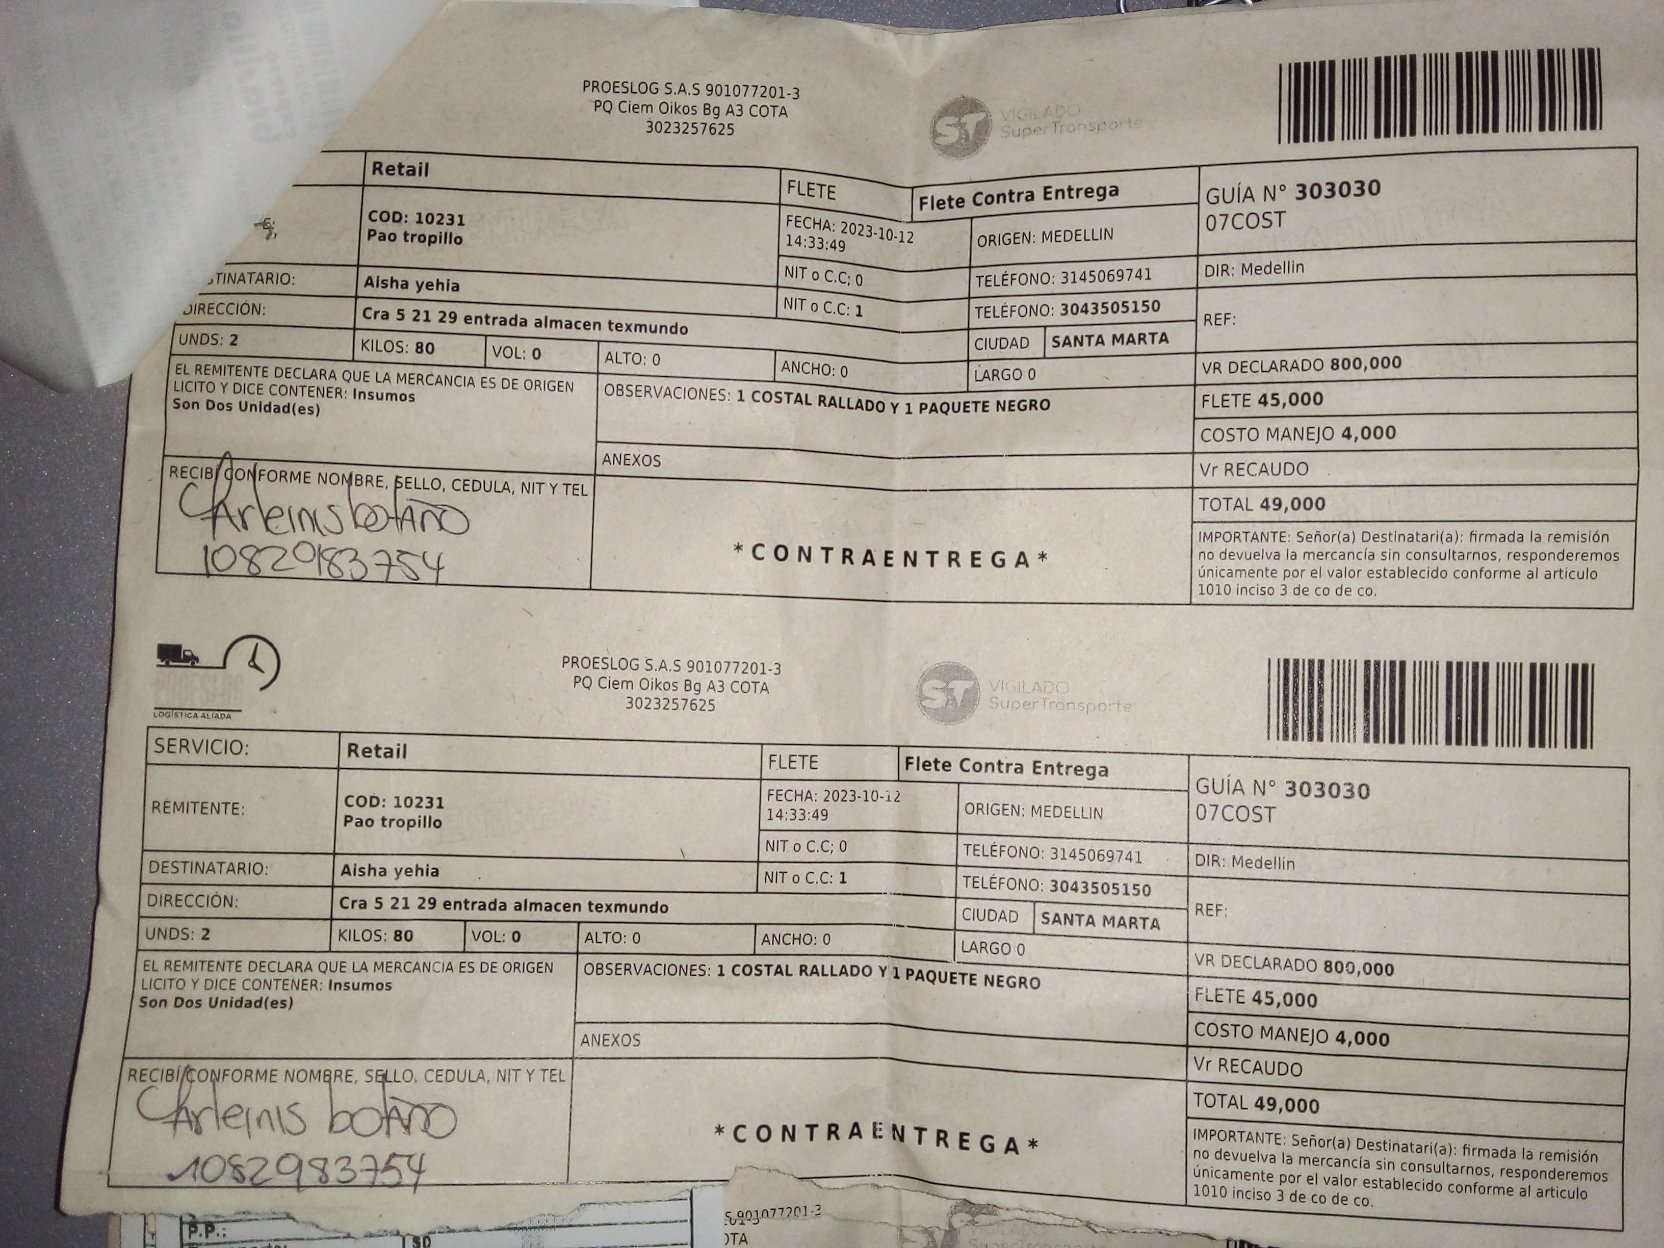 PROESLOG S.A.S 901077201-3
PQ Ciem Oikos Bg A3 COTA
3023257625
ST VIGILADO
SuperTransporte
Retail
FLETE
Flete Contra Entrega
GUÍA N° 303030
07COST
COD: 10231
Pao tropillo
FECHA: 2023-10-12
14:33:49
ORIGEN: MEDELLIN
NIT o C.C; 0
TELÉFONO: 3145069741
DIR: Medellin
STINATARIO:
Aisha yehia
NIT o C.C: 1
TELÉFONO: 3043505150
REF:
DIRECCIÓN:
Cra 5 21 29 entrada almacen texmundo
CIUDAD
SANTA MARTA
UNDS: 2
KILOS: 80
VOL: 0
ALTO: 0
ANCHO: 0
LARGO 0
VR DECLARADO 800,000
EL REMITENTE DECLARA QUE LA MERCANCIA ES DE ORIGEN
LICITO Y DICE CONTENER: Insumos
Son Dos Unidad(es)
OBSERVACIONES: 1 COSTAL RALLADO Y 1 PAQUETE NEGRO
FLETE 45,000
COSTO MANEJO 4,000
ANEXOS
Vr RECAUDO
RECIBÍ CONFORME NOMBRE, SELLO, CEDULA, NIT Y TEL
TOTAL 49,000
Arleinis botaño
1082983754
*CONTRAENTREGA*
IMPORTANTE: Señor(a) Destinatari(a): firmada la remisión
no devuelva la mercancía sin consultarnos, responderemos
únicamente por el valor establecido conforme al articulo
1010 inciso 3 de co de co.
LOGÍSTICA ALIADA
PROESLOG S.A.S 901077201-3
PQ Ciem Oikos Bg A3 COTA
3023257625
ST VIGILADO
SuperTransporte
SERVICIO:
Retail
FLETE
Flete Contra Entrega
GUÍA N° 303030
07COST
REMITENTE:
COD: 10231
Pao tropillo
FECHA: 2023-10-12
14:33:49
ORIGEN: MEDELLIN
NIT o C.C; 0
TELÉFONO: 3145069741
DIR: Medellin
DESTINATARIO:
Aisha yehia
NIT o C.C: 1
TELÉFONO: 3043505150
REF:
DIRECCIÓN:
Cra 5 21 29 entrada almacen texmundo
CIUDAD
SANTA MARTA
UNDS: 2
KILOS: 80
VOL: 0
ALTO: 0
ANCHO: 0
LARGO 0
VR DECLARADO 800,000
EL REMITENTE DECLARA QUE LA MERCANCIA ES DE ORIGEN
LICITO Y DICE CONTENER: Insumos
Son Dos Unidad(es)
OBSERVACIONES: 1 COSTAL RALLADO Y 1 PAQUETE NEGRO
FLETE 45,000
COSTO MANEJO 4,000
ANEXOS
Vr RECAUDO
RECIBÍ CONFORME NOMBRE, SELLO, CEDULA, NIT Y TEL
TOTAL 49,000
Arleinis botaño
1082983754
*CONTRAENTREGA*
IMPORTANTE: Señor(a) Destinatari(a): firmada la remisión
no devuelva la mercancía sin consultarnos, responderemos
únicamente por el valor establecido conforme al articulo
1010 inciso 3 de co de co.
P.P.:
901077201-3
OTA